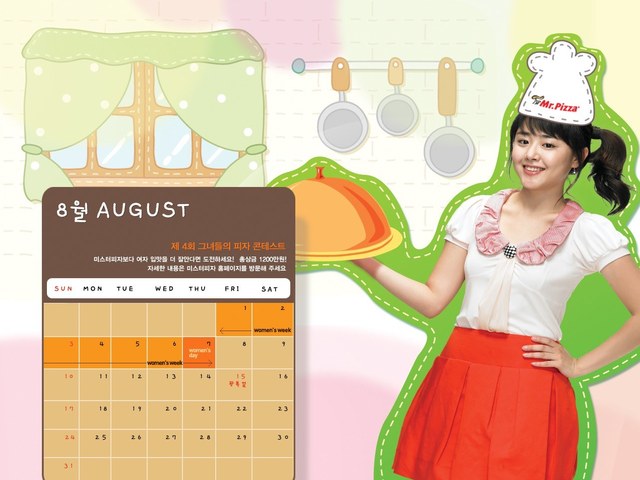 Mr. Pizza
8월 AUGUST
제 4회 그녀들의 피자 콘테스트
미스터피자보다 여자 입맛을 더 잘안다면 도전하세요! 총상금 1200만원!
자세한 내용은 미스터피자 홈페이지를 방문해 주세요
SUN MON TUE WED THU FRI SAT
1 2
women's week
3 4 5 6 7 8 9
women's week women's day
10 11 12 13 14 15 16
광복절
17 18 19 20 21 22 23
24 25 26 27 28 29 30
31